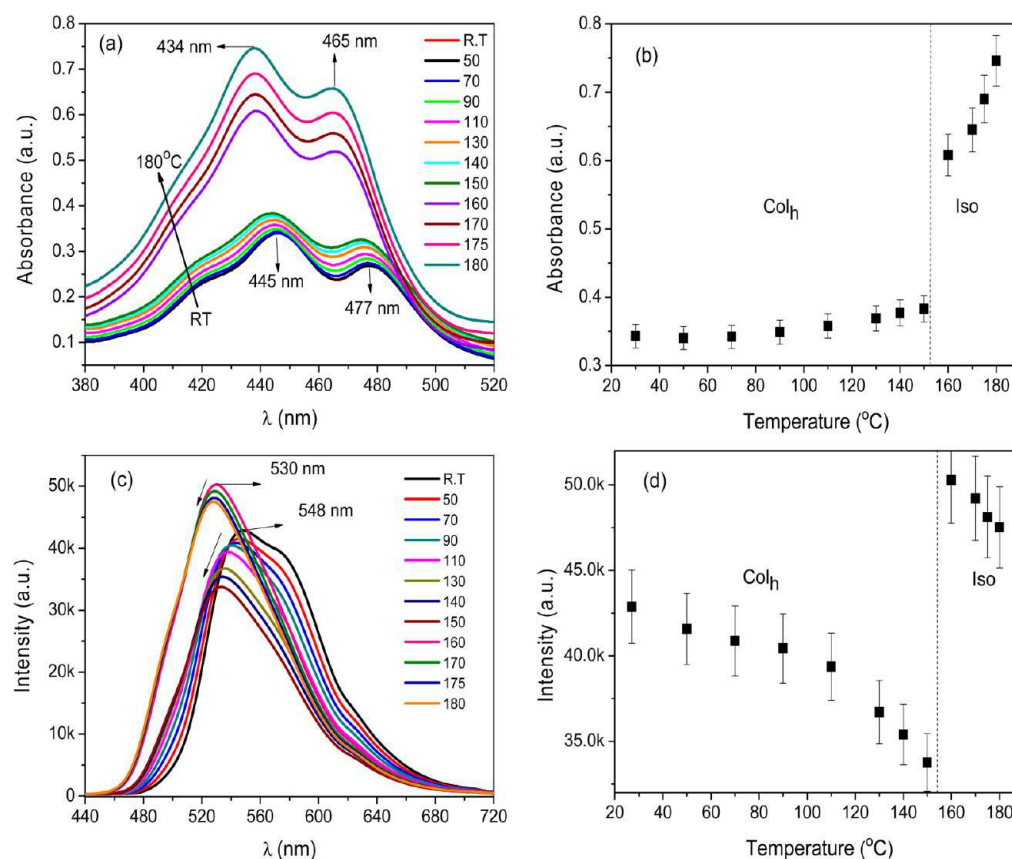 (a)
434 nm
465 nm
180°C
RT
445 nm
477 nm
R.T
50
70
90
110
130
140
150
160
170
175
180
0.8
0.7
0.6
0.5
0.4
0.3
0.2
0.1
Absorbance (a.u.)
380 400 420 440 460 480 500 520
λ (nm)
(b)
Colh
Iso
0.8
0.7
0.6
0.5
0.4
0.3
Absorbance (a.u.)
20 40 60 80 100 120 140 160 180
Temperature (°C)
(c)
530 nm
548 nm
R.T
50
70
90
110
130
140
150
160
170
175
180
50k
40k
30k
20k
10k
0
Intensity (a.u.)
440 480 520 560 600 640 680 720
λ (nm)
(d)
Colh
Iso
50.0k
45.0k
40.0k
35.0k
Intensity (a.u.)
20 40 60 80 100 120 140 160 180
Temperature (°C)